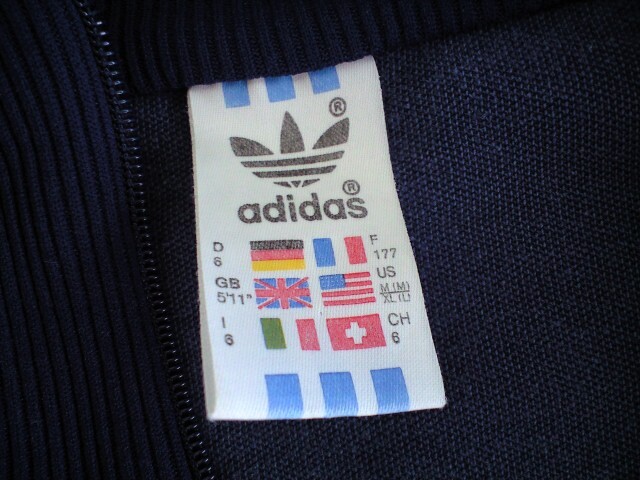 ®
adidas ®
D F
6 177
GB US
5'11" M (M)
XL (L)
I CH
6 6